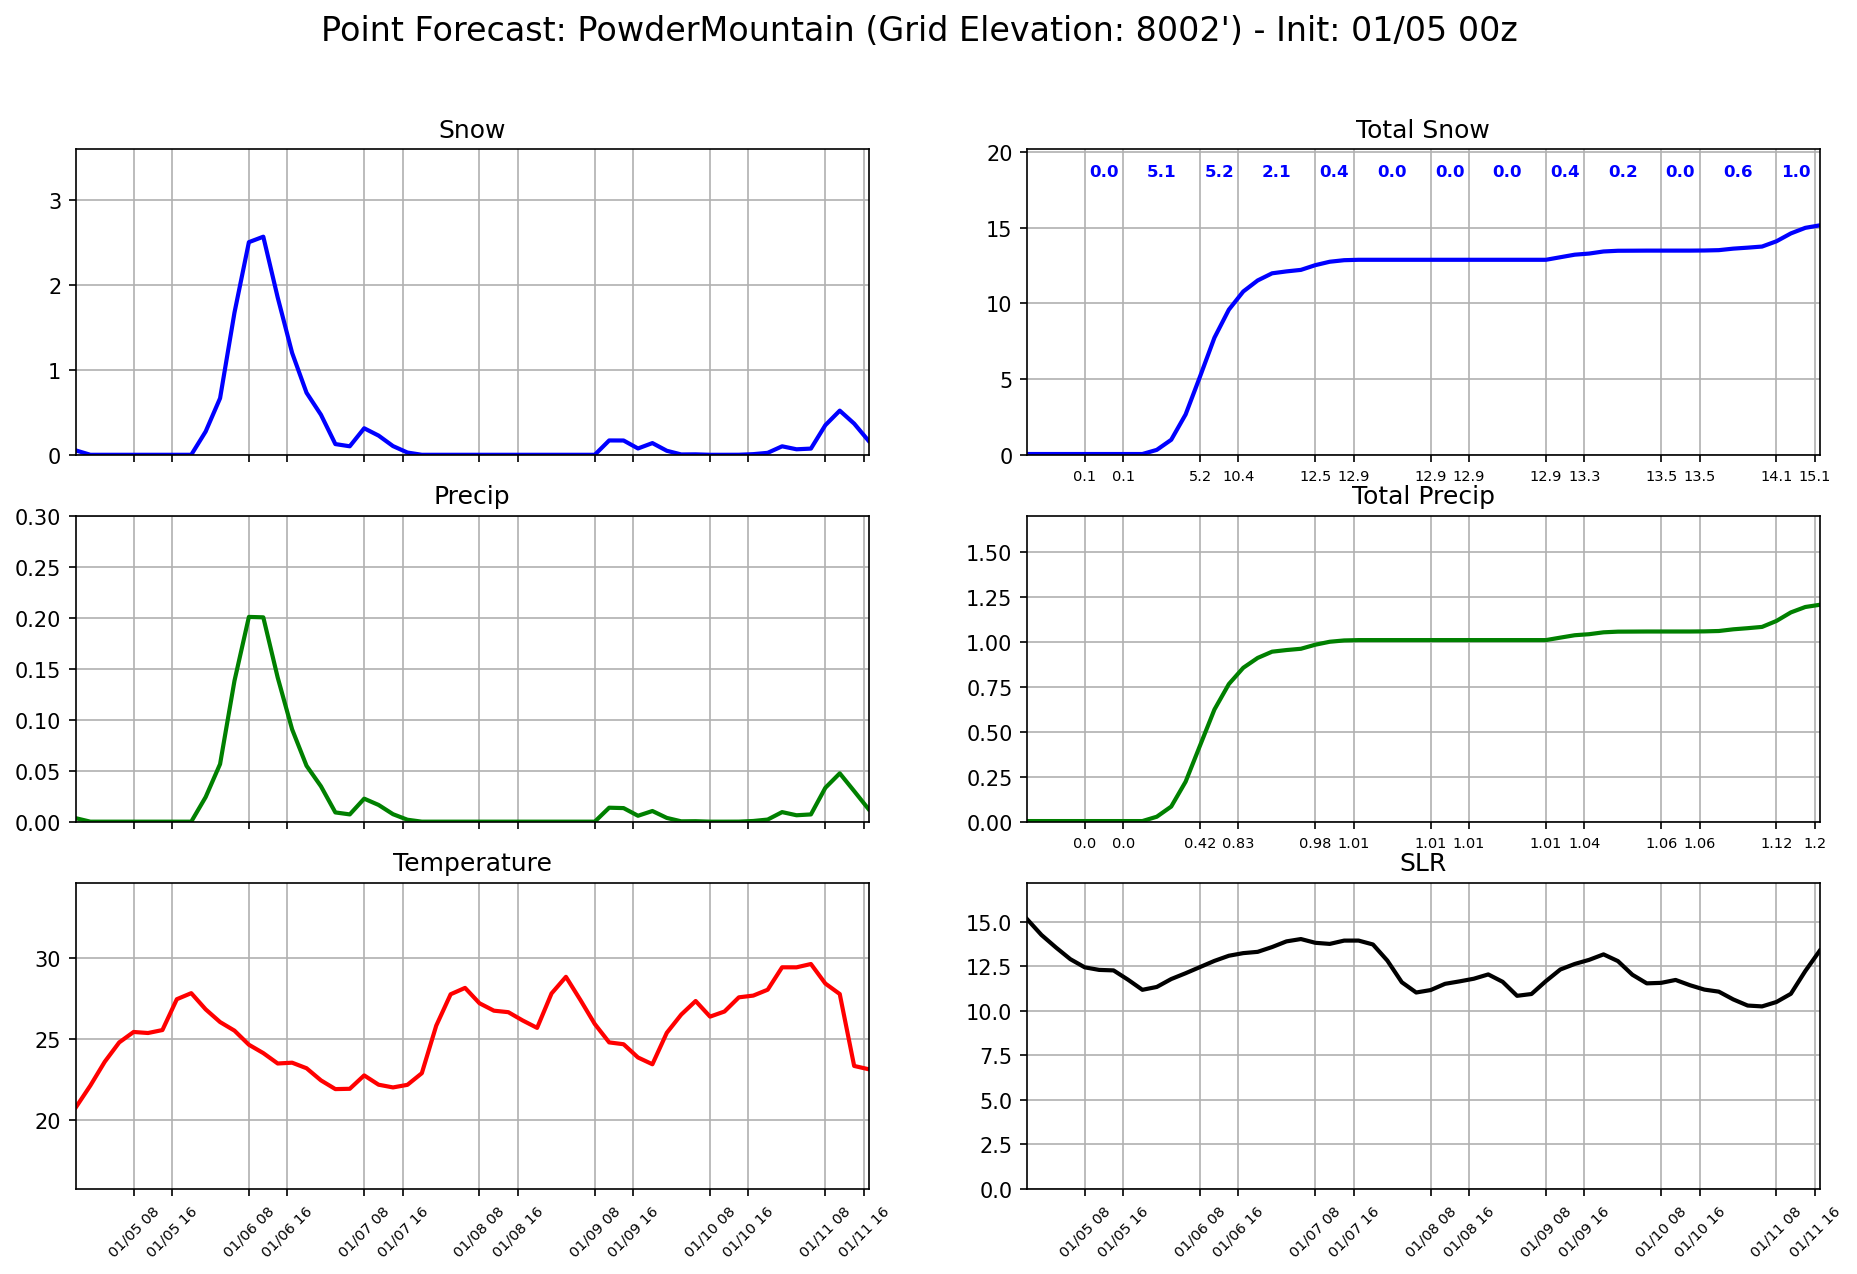 Point Forecast: PowderMountain (Grid Elevation: 8002') - Init: 01/05 00z
Snow
3
2
1
0
Total Snow
20
15
10
5
0
0.0 5.1 5.2 2.1 0.4 0.0 0.0 0.0 0.4 0.2 0.0 0.6 1.0
0.1 0.1 5.2 10.4 12.5 12.9 12.9 12.9 12.9 13.3 13.5 13.5 14.1 15.1
Precip
0.30
0.25
0.20
0.15
0.10
0.05
0.00
Total Precip
1.50
1.25
1.00
0.75
0.50
0.25
0.00
0.0 0.0 0.42 0.83 0.98 1.01 1.01 1.01 1.01 1.04 1.06 1.06 1.12 1.2
Temperature
30
25
20
01/05 08 01/05 16 01/06 08 01/06 16 01/07 08 01/07 16 01/08 08 01/08 16 01/09 08 01/09 16 01/10 08 01/10 16 01/11 08 01/11 16
SLR
15.0
12.5
10.0
7.5
5.0
2.5
0.0
01/05 08 01/05 16 01/06 08 01/06 16 01/07 08 01/07 16 01/08 08 01/08 16 01/09 08 01/09 16 01/10 08 01/10 16 01/11 08 01/11 16